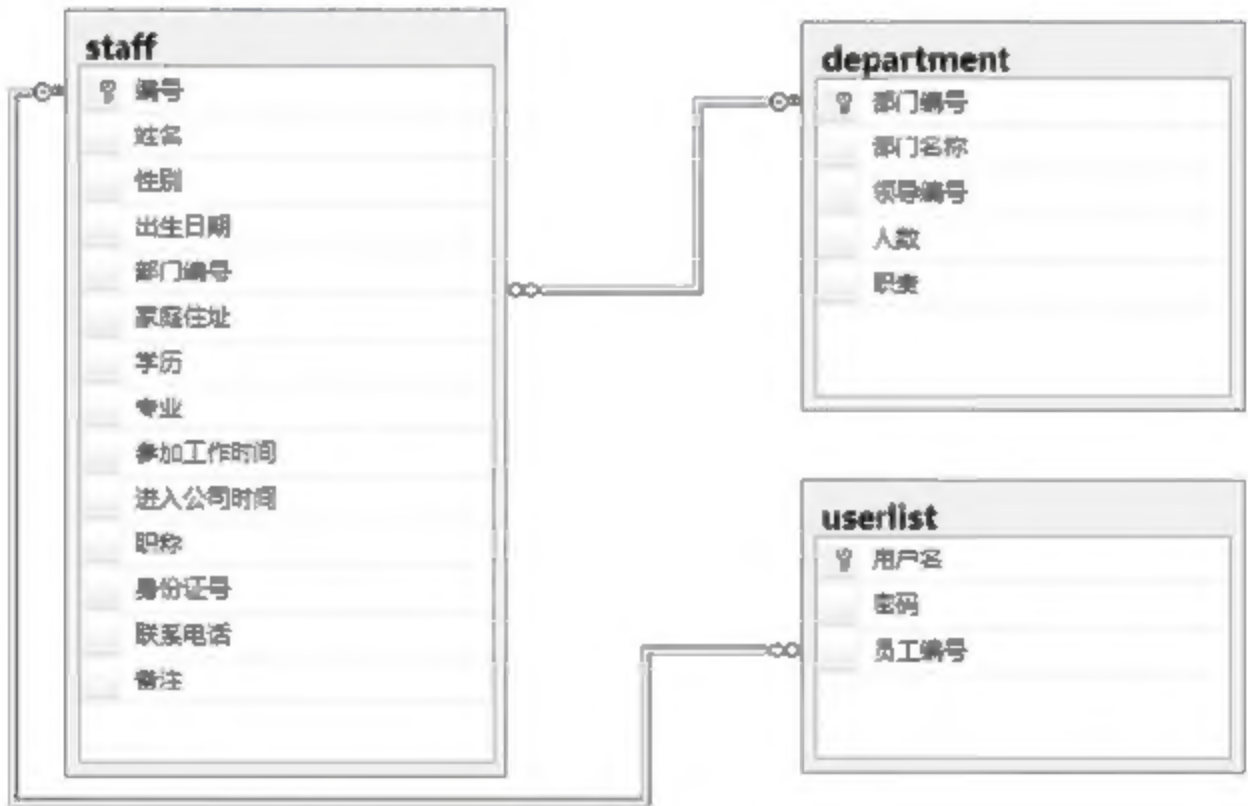 staff
编号
姓名
性别
出生日期
部门编号
家庭住址
学历
专业
参加工作时间
进入公司时间
职称
身份证号
联系电话
备注
department
部门编号
部门名称
领导编号
人数
职责
userlist
用户名
密码
员工编号